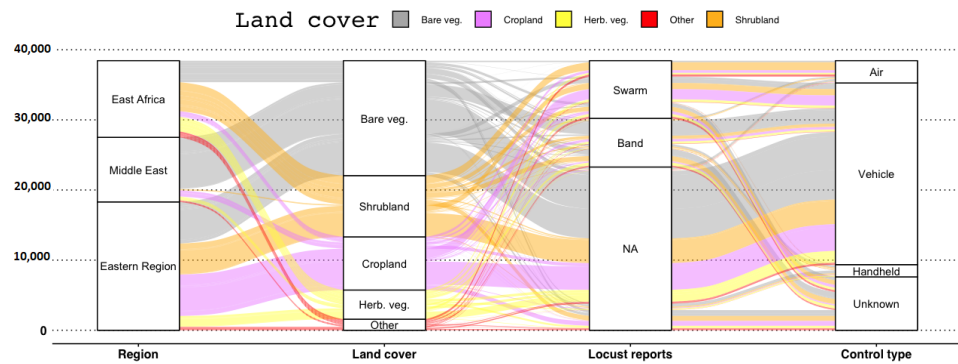 Land cover Bare veg. Cropland Herb. veg. Other Shrubland
40,000
30,000
20,000
10,000
0
East Africa
Middle East
Eastern Region
Bare veg.
Shrubland
Cropland
Herb. veg.
Other
Swarm
Band
NA
Air
Vehicle
Handheld
Unknown
Region Land cover Locust reports Control type